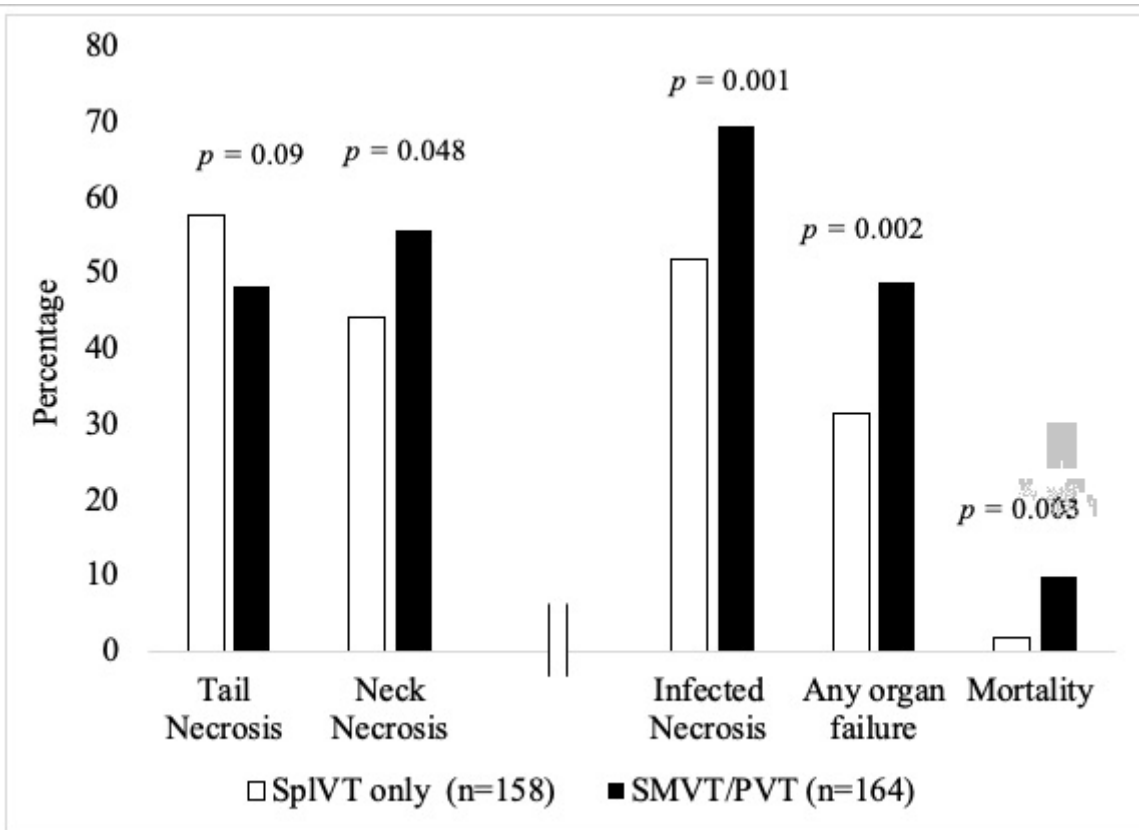 80
70
60
50
40
30
20
10
0
Percentage
p = 0.09
p = 0.048
p = 0.001
p = 0.002
p = 0.003
Tail
Necrosis
Neck
Necrosis
Infected
Necrosis
Any organ
failure
Mortality
SplVT only (n=158)
SMVT/PVT (n=164)